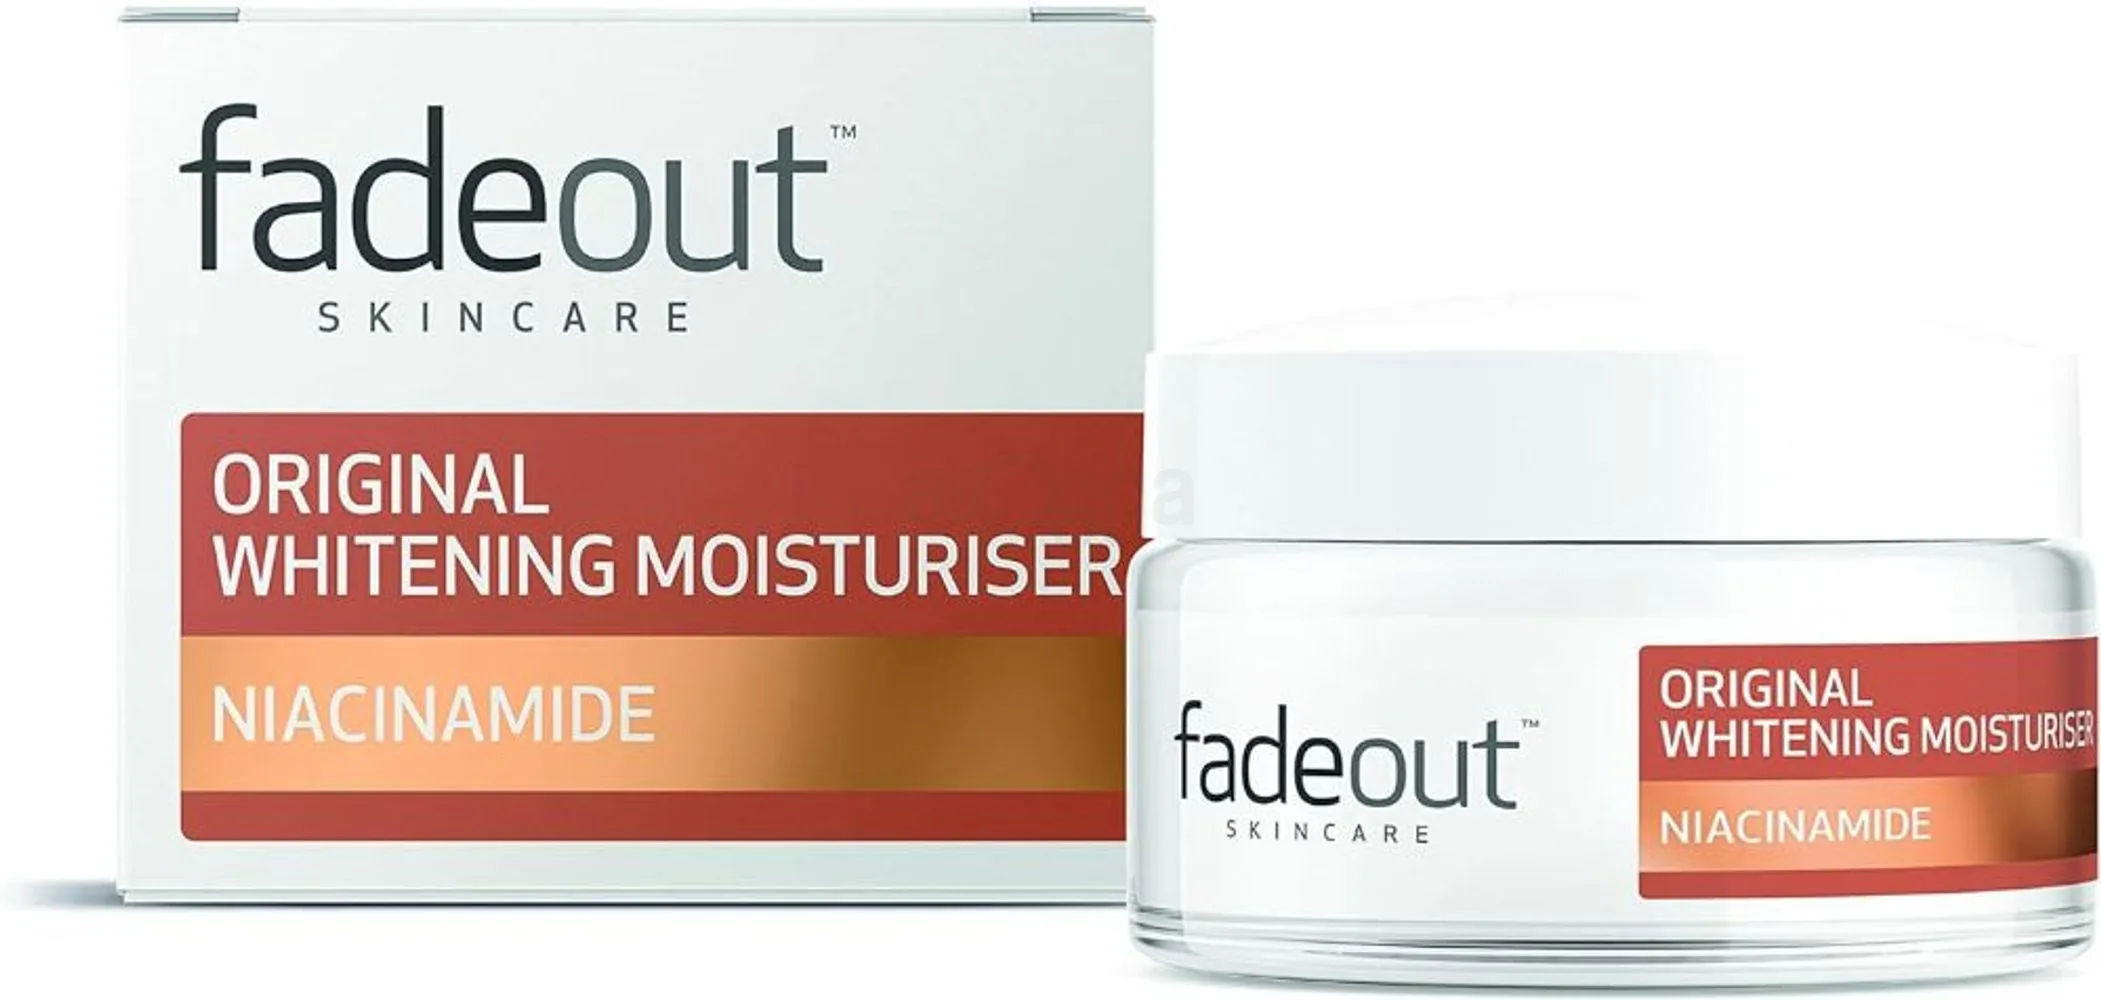 fadeout™
SKINCARE
ORIGINAL
WHITENING MOISTURISER
NIACINAMIDE
fadeout™
SKINCARE
ORIGINAL
WHITENING MOISTURISER
NIACINAMIDE